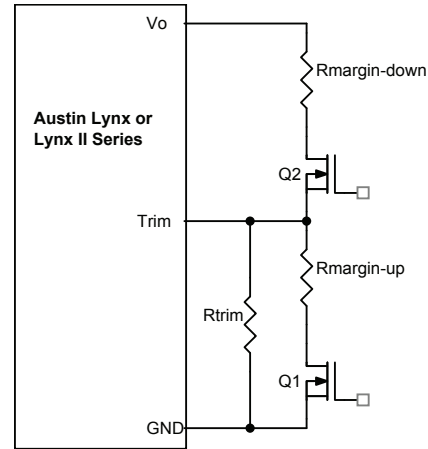 Vo
Rmargin-down
Austin Lynx or
Lynx II Series
Q2
Trim
Rmargin-up
Rtrim
Q1
GND